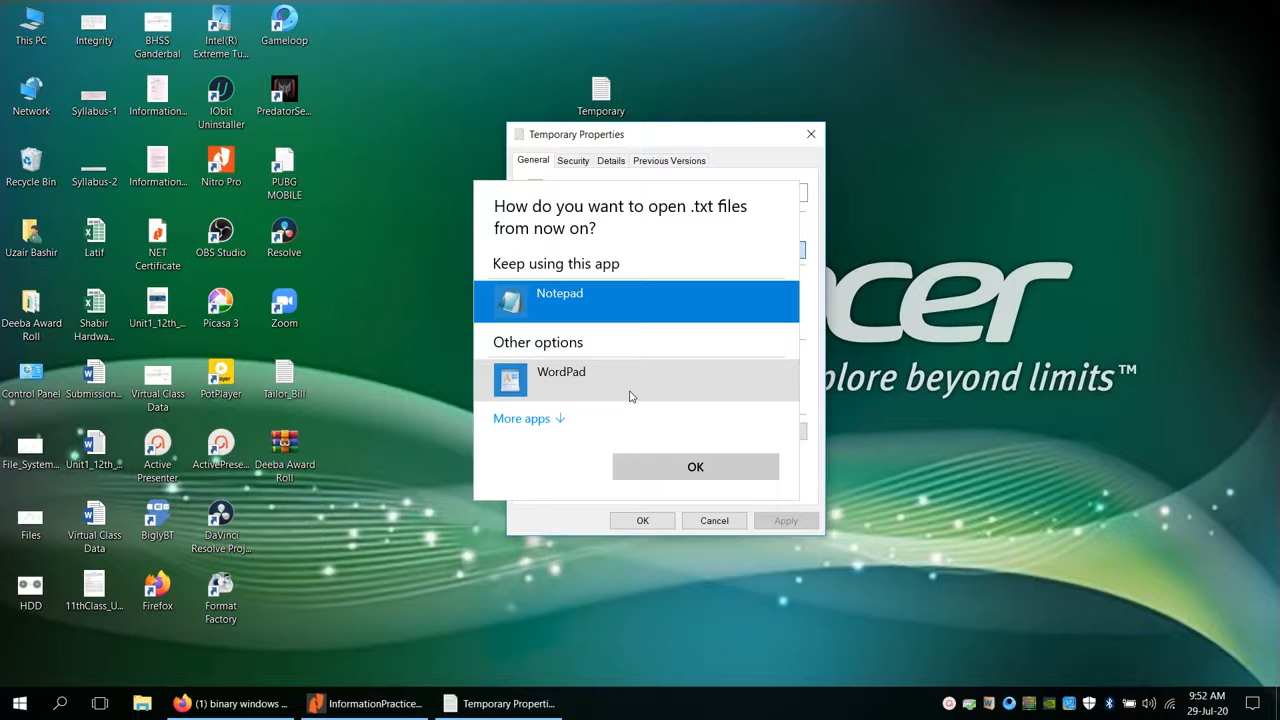 This PC
Integrity
BHSS
Ganderbal
Intel(R)
Extreme Tu...
Gameloop
Network
Syllabus-1
Information...
IObit
Uninstaller
PredatorSe...
Temporary
Recycle Bin
Syllabus-2
Information...
Nitro Pro
PUBG
MOBILE
Uzair Bashir
Latif
NET
Certificate
OBS Studio
Resolve
Deeba Award
Roll
Shabir
Hardwa...
Unit1_12th_...
Picasa 3
Zoom
Control Panel
Submission...
Virtual Class
Data
PotPlayer
Tailor_Bill
File_System...
Unit1_12th_...
Active
Presenter
ActivePrese...
Deeba Award
Roll
Files
Virtual Class
Data
BiglyBT
DaVinci
Resolve Proj...
HDD
11thClass_U...
Firefox
Format
Factory
Temporary Properties
General Security Details Previous Versions
How do you want to open .txt files
from now on?
Keep using this app
Notepad
Other options
WordPad
More apps
OK
OK Cancel Apply
cer
plore beyond limits™
(1) binary windows ...
InformationPractice...
Temporary Properti...
9:52 AM
29-Jul-20